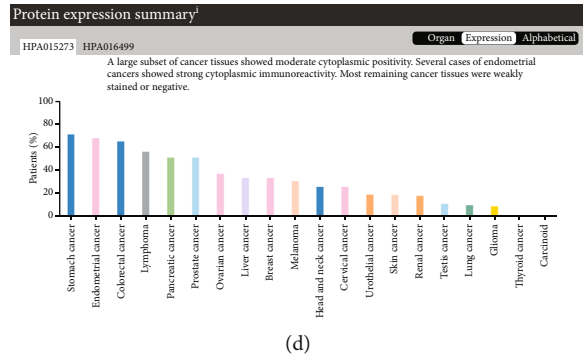 Protein expression summaryⁱ
Organ Expression Alphabetical
HPA015273 HPA016499
A large subset of cancer tissues showed moderate cytoplasmic positivity. Several cases of endometrial
cancers showed strong cytoplasmic immunoreactivity. Most remaining cancer tissues were weakly
stained or negative.
Patients (%)
100
80
60
40
20
0
Stomach cancer
Endometrial cancer
Colorectal cancer
Lymphoma
Pancreatic cancer
Prostate cancer
Ovarian cancer
Liver cancer
Breast cancer
Melanoma
Head and neck cancer
Cervical cancer
Urothelial cancer
Skin cancer
Renal cancer
Testis cancer
Lung cancer
Glioma
Thyroid cancer
Carcinoid
(d)